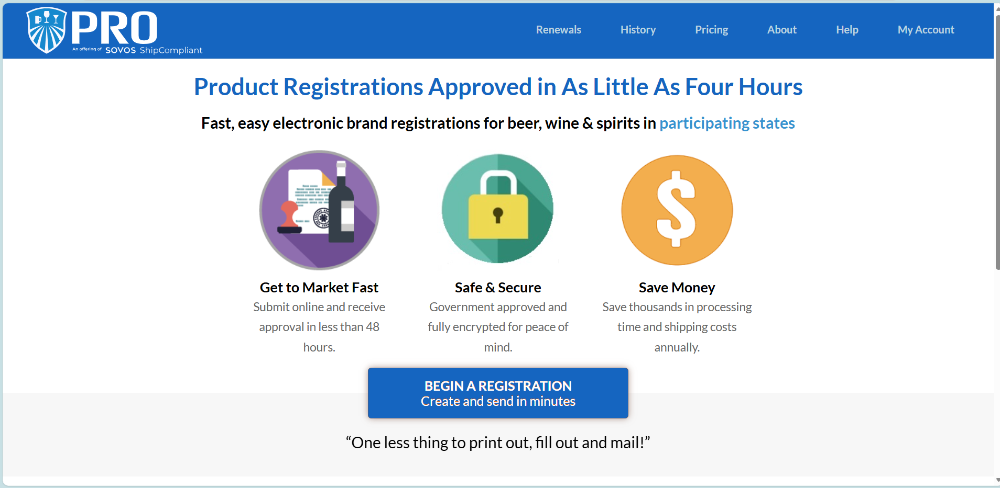 PRO
An offering of SOVOS ShipCompliant
Renewals
History
Pricing
About
Help
My Account
Product Registrations Approved in As Little As Four Hours
Fast, easy electronic brand registrations for beer, wine & spirits in participating states
Get to Market Fast
Submit online and receive
approval in less than 48
hours.
Safe & Secure
Government approved and
fully encrypted for peace of
mind.
Save Money
Save thousands in processing
time and shipping costs
annually.
BEGIN A REGISTRATION
Create and send in minutes
“One less thing to print out, fill out and mail!”